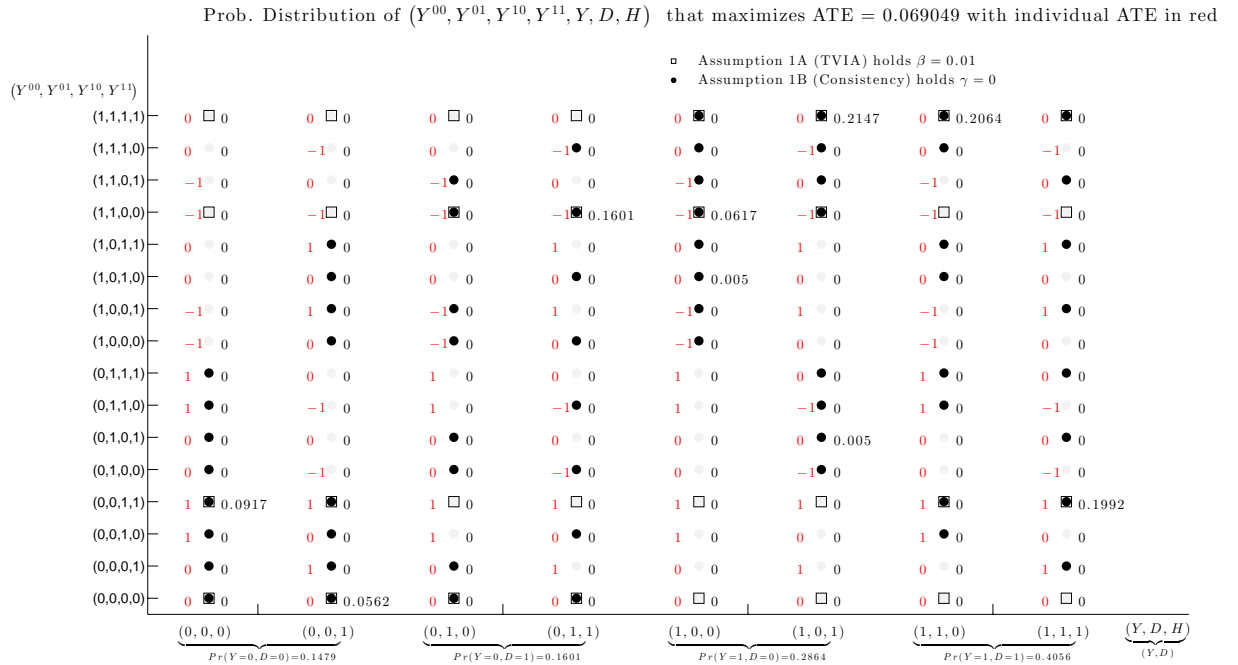 Prob. Distribution of (Y^{00}, Y^{01}, Y^{10}, Y^{11}, Y, D, H) that maximizes ATE = 0.069049 with individual ATE in red
Assumption 1A (TVIA) holds β = 0.01
Assumption 1B (Consistency) holds γ = 0
(Y^{00}, Y^{01}, Y^{10}, Y^{11})
(1,1,1,1) 0 0 0 0 0 0 0 0 0 0 0 0.2147 0 0.2064 0 0
(1,1,1,0) 0 0 −1 0 0 0 −1 0 0 0 −1 0 0 0 −1 0
(1,1,0,1) −1 0 0 0 −1 0 0 0 −1 0 0 0 −1 0 0 0
(1,1,0,0) −1 0 −1 0 −1 0 −1 0.1601 −1 0.0617 −1 0 −1 0 −1 0
(1,0,1,1) 0 0 1 0 0 0 1 0 0 0 1 0 0 0 1 0
(1,0,1,0) 0 0 0 0 0 0 0 0 0 0.005 0 0 0 0 0 0
(1,0,0,1) −1 0 1 0 −1 0 1 0 −1 0 1 0 −1 0 1 0
(1,0,0,0) −1 0 0 0 −1 0 0 0 −1 0 0 0 −1 0 0 0
(0,1,1,1) 1 0 0 0 1 0 0 0 1 0 0 0 1 0 0 0
(0,1,1,0) 1 0 −1 0 1 0 −1 0 1 0 −1 0 1 0 −1 0
(0,1,0,1) 0 0 0 0 0 0 0 0 0 0 0 0.005 0 0 0 0
(0,1,0,0) 0 0 −1 0 0 0 −1 0 0 0 −1 0 0 0 −1 0
(0,0,1,1) 1 0.0917 1 0 1 0 1 0 1 0 1 0 1 0 1 0.1992
(0,0,1,0) 1 0 0 0 1 0 0 0 1 0 0 0 1 0 0 0
(0,0,0,1) 0 0 1 0 0 0 1 0 0 0 1 0 0 0 1 0
(0,0,0,0) 0 0 0 0.0562 0 0 0 0 0 0 0 0 0 0 0 0
(0, 0, 0) (0, 0, 1) (0, 1, 0) (0, 1, 1) (1, 0, 0) (1, 0, 1) (1, 1, 0) (1, 1, 1) (Y, D, H)
Pr(Y=0,D=0)=0.1479 Pr(Y=0,D=1)=0.1601 Pr(Y=1,D=0)=0.2864 Pr(Y=1,D=1)=0.4056 (Y,D)